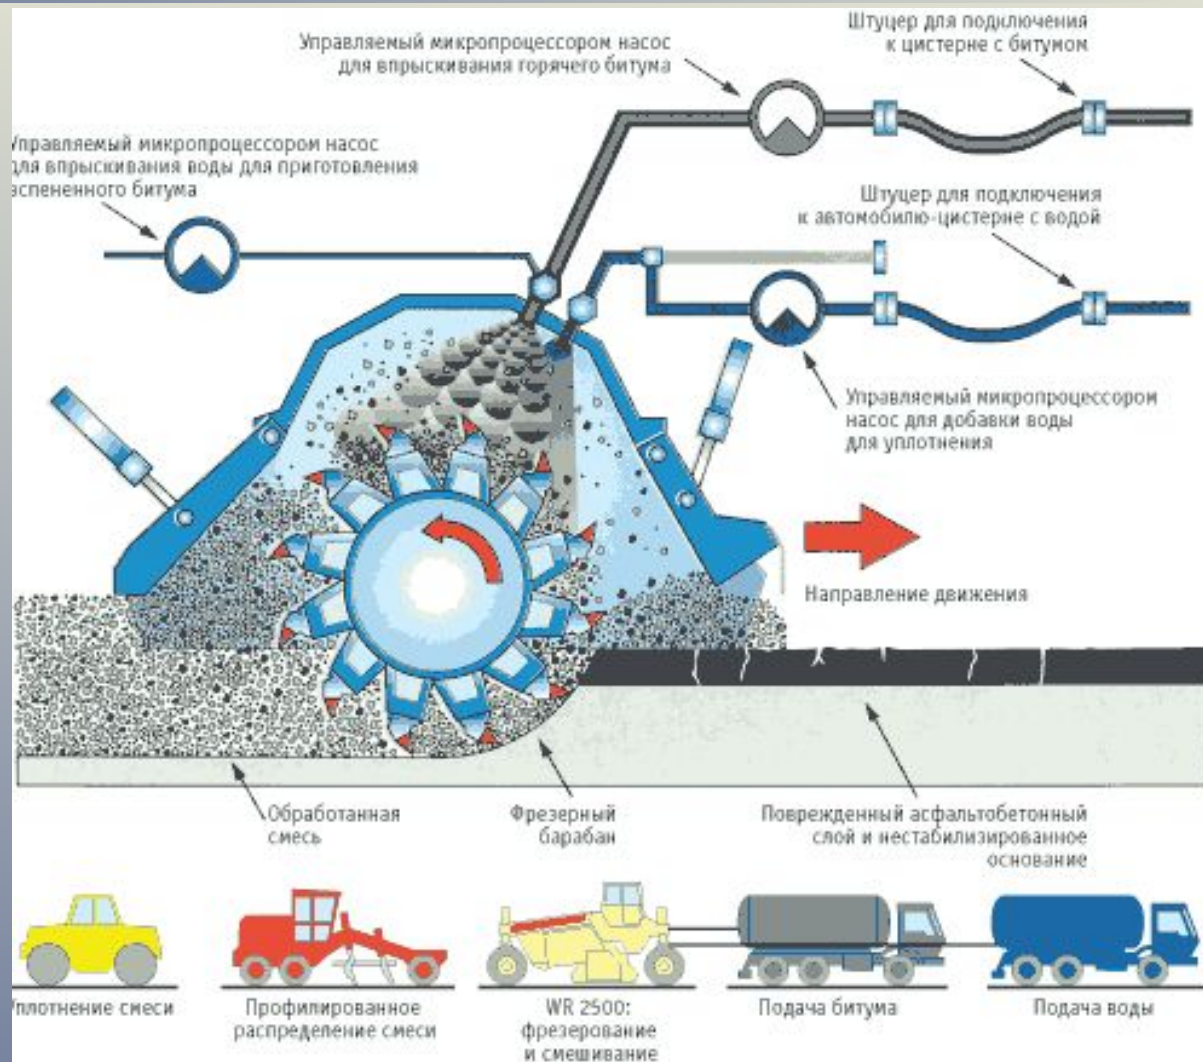 Управляемый микропроцессором насос
для впрыскивания горячего битума
Штуцер для подключения
к цистерне с битумом
Управляемый микропроцессором насос
для впрыскивания воды для приготовления
вспененного битума
Штуцер для подключения
к автомобилю-цистерне с водой
Управляемый микропроцессором
насос для добавки воды
для уплотнения
Направление движения
Обработанная
смесь
Фрезерный
барабан
Поврежденный асфальтобетонный
слой и нестабилизированное
основание
Уплотнение смеси
Профилированное
распределение смеси
WR 2500:
фрезерование
и смешивание
Подача битума
Подача воды